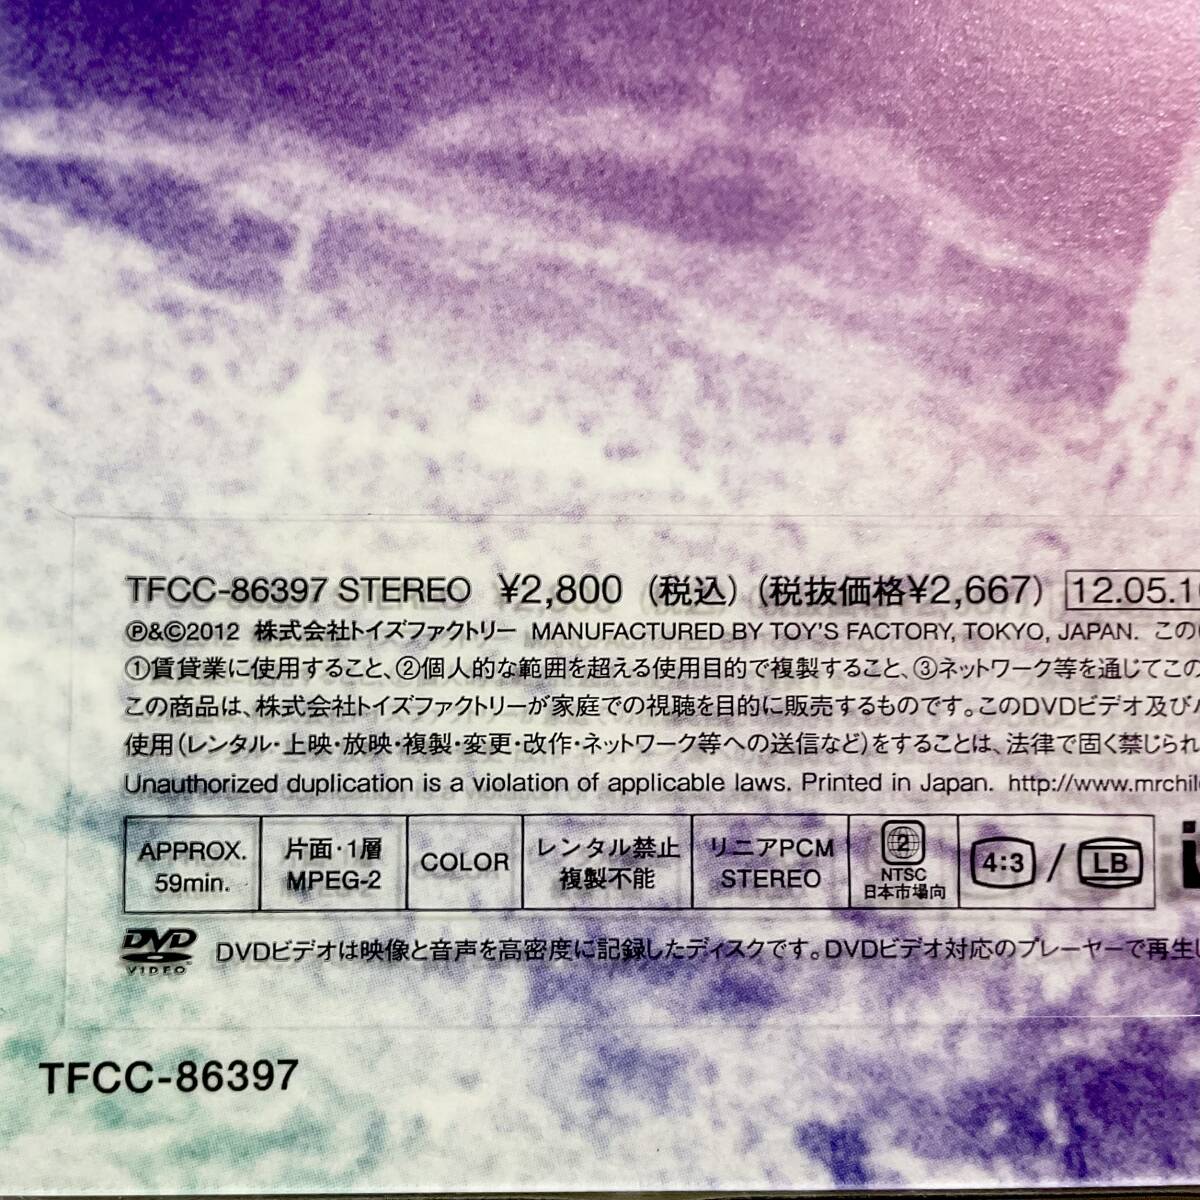 TFCC-86397 STEREO ¥2,800 (税込) (税抜価格¥2,667) 12.05.10
Ⓟ&©2012 株式会社トイズファクトリー MANUFACTURED BY TOY'S FACTORY, TOKYO, JAPAN. この
①賃貸業に使用すること、②個人的な範囲を超える使用目的で複製すること、③ネットワーク等を通じてこの
この商品は、株式会社トイズファクトリーが家庭での視聴を目的に販売するものです。このDVDビデオ及び
使用(レンタル・上映・放映・複製・変更・改作・ネットワーク等への送信など)をすることは、法律で固く禁じられ
Unauthorized duplication is a violation of applicable laws. Printed in Japan. http://www.mrchil
APPROX.
59min.
片面・1層
MPEG-2
COLOR
レンタル禁止
複製不能
リニアPCM
STEREO
2
NTSC
日本市場向
4:3 / LB
DVD
VIDEO
DVDビデオは映像と音声を高密度に記録したディスクです。DVDビデオ対応のプレーヤーで再生し
TFCC-86397